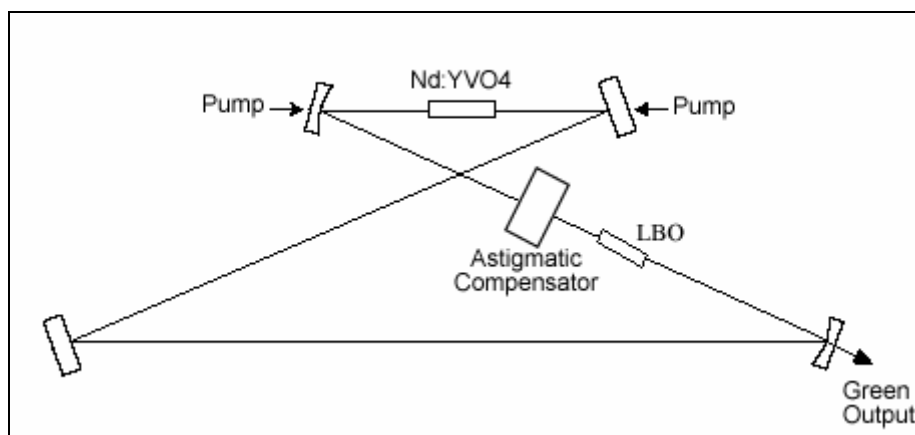 Nd:YVO4
Pump
Pump
LBO
Astigmatic
Compensator
Green
Output